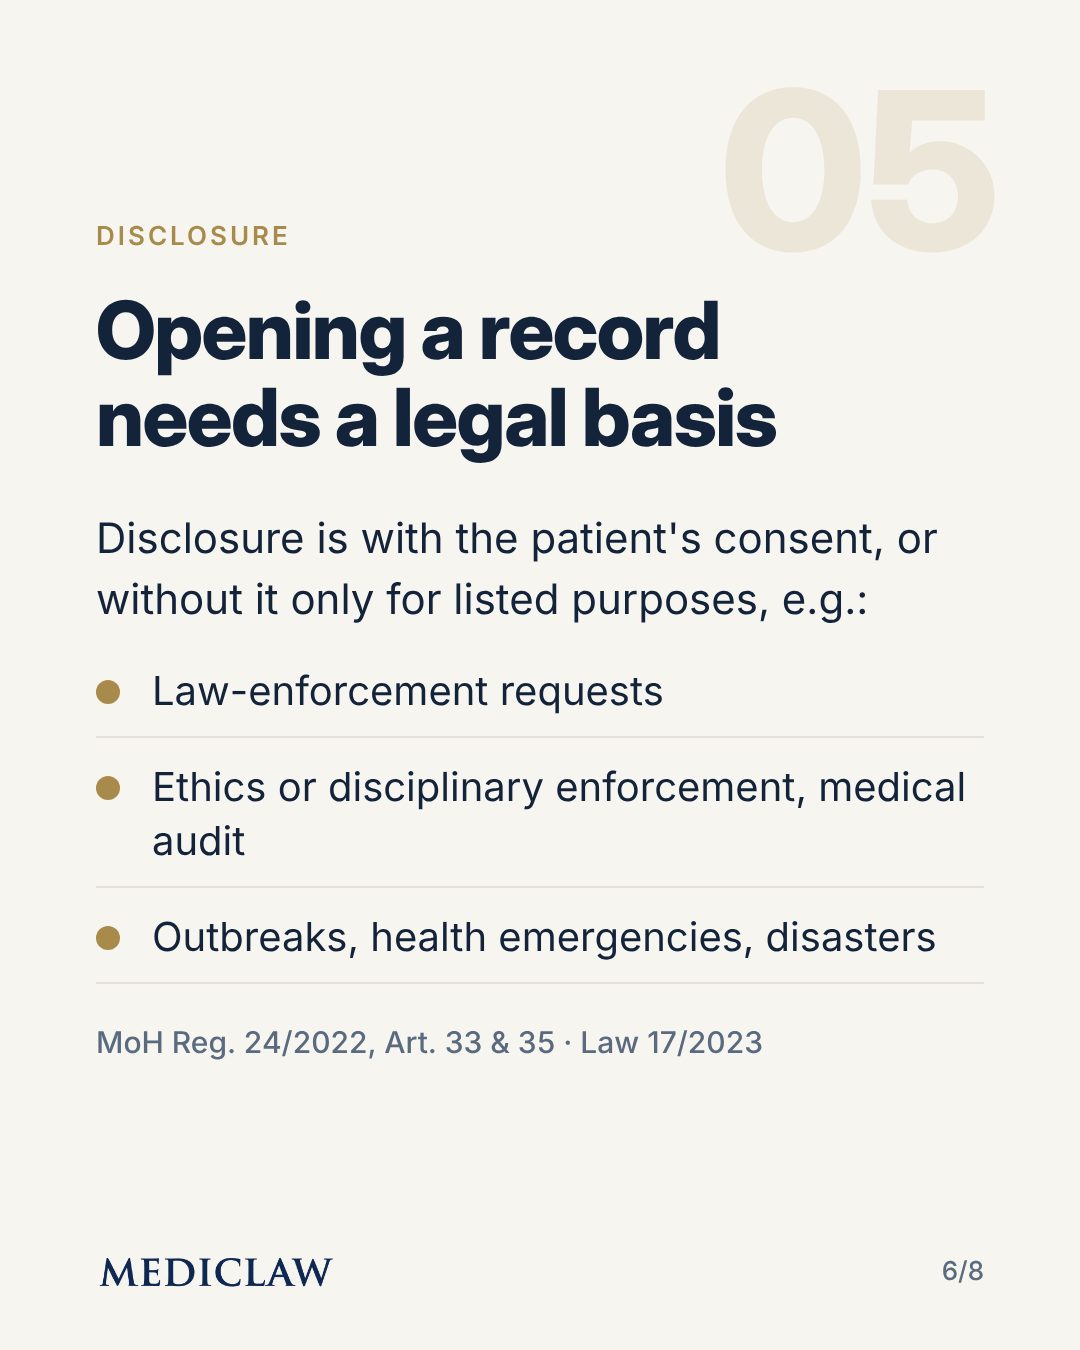 05
DISCLOSURE
Opening a record
needs a legal basis
Disclosure is with the patient's consent, or
without it only for listed purposes, e.g.:
Law-enforcement requests
Ethics or disciplinary enforcement, medical
audit
Outbreaks, health emergencies, disasters
MoH Reg. 24/2022, Art. 33 & 35 · Law 17/2023
MEDICLAW
6/8